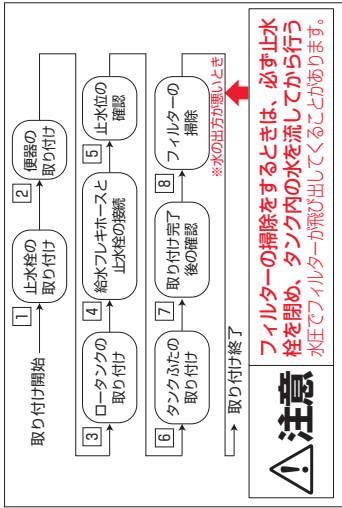 取り付け開始
1
止水栓の
取り付け
2
便器の
取り付け
3
ロータンクの
取り付け
4
給水フレキホースと
止水栓の接続
5
止水位の
確認
6
タンクふたの
取り付け
7
取り付け完了
後の確認
8
フィルターの
掃除
※水の出方が悪いとき
取り付け終了
注意
フィルターの掃除をするときは、必ず止水
栓を閉め、タンク内の水を流してから行う
水圧でフィルターが飛び出してくることがあります。